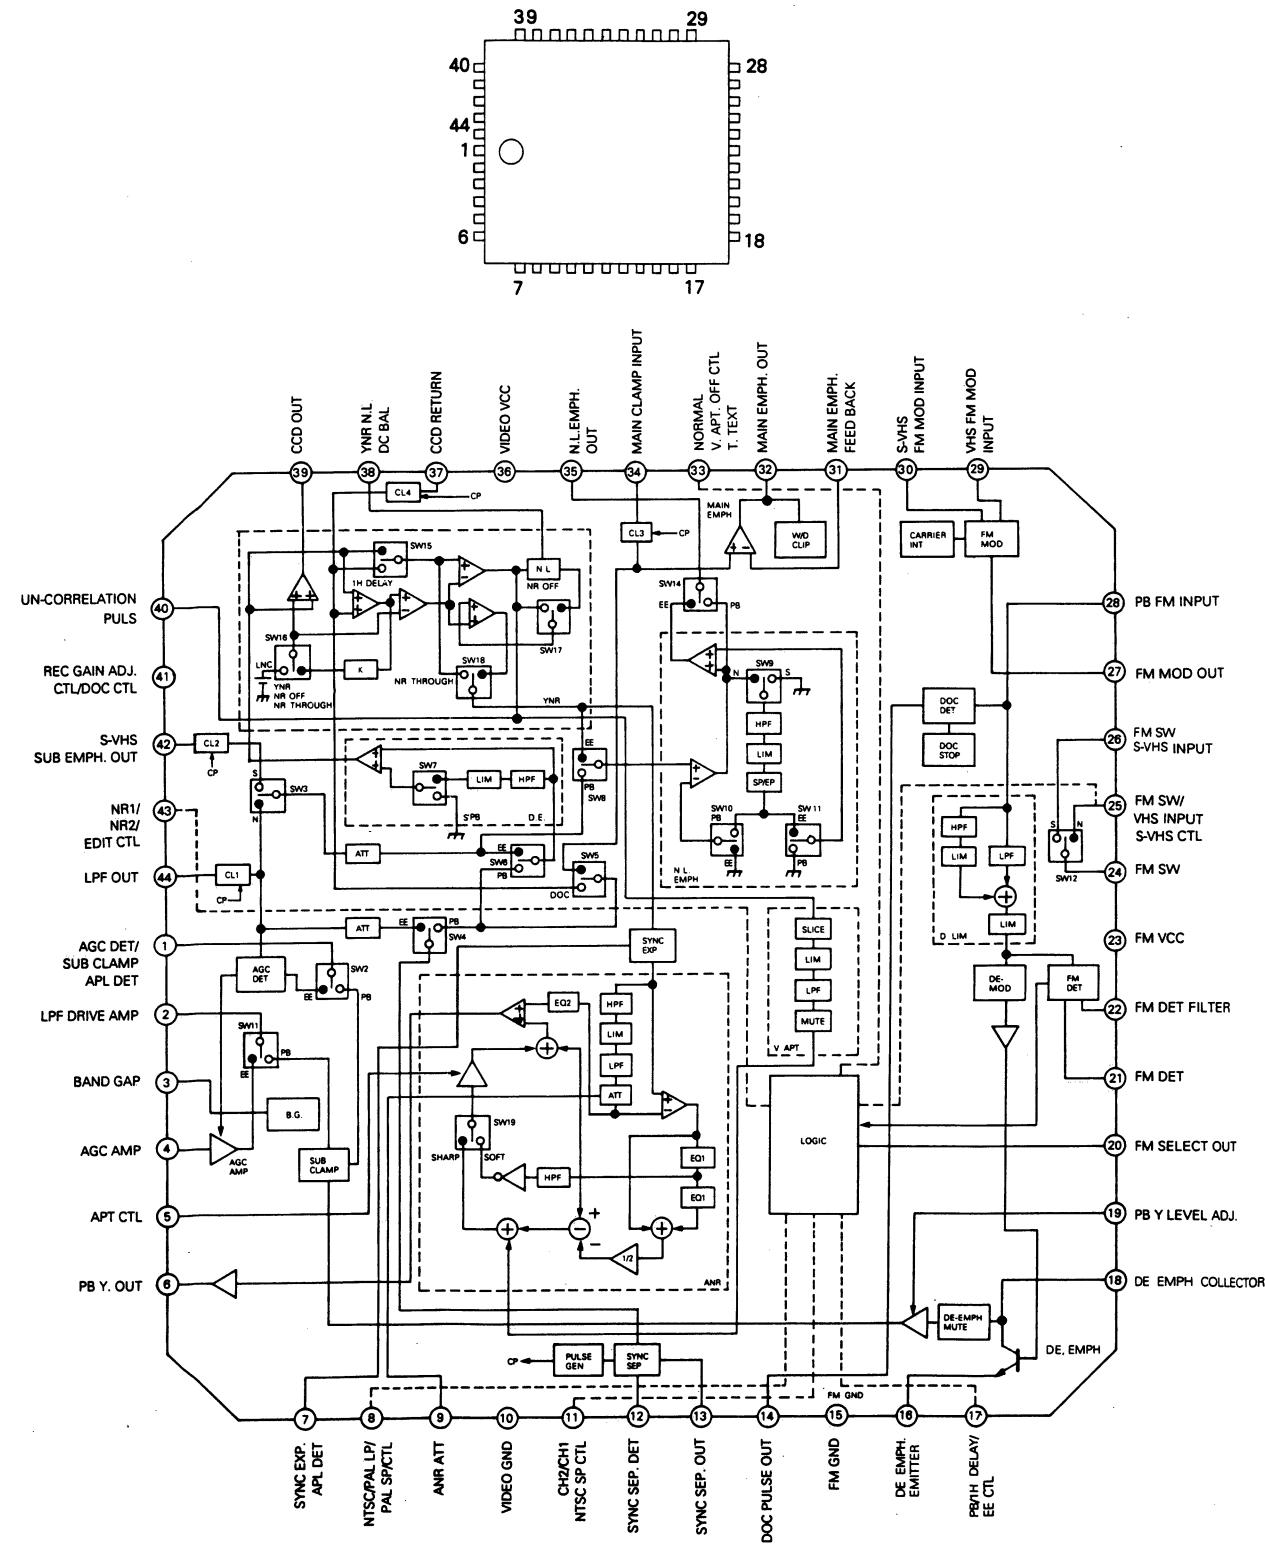 39
29
40
28
44
1
6
18
7
17
CCD OUT
YNR N.L.
DC BAL
CCD RETURN
VIDEO VCC
N.L.EMPH.
OUT
MAIN CLAMP INPUT
NORMAL
V. APT. OFF CTL
T. TEXT
MAIN EMPH. OUT
MAIN EMPH.
FEED BACK
S-VHS
FM MOD INPUT
VHS FM MOD
INPUT
39
38
37
36
35
34
33
32
31
30
29
CL4
CP
MAIN
EMPH
W/D
CLIP
CARRIER
INT
FM
MOD
CL3
CP
SW15
1H DELAY
N L
NR OFF
SW14
EE
PB
SW17
UN-CORRELATION
PULS
40
28
PB FM INPUT
SW16
LNC
K
SW18
NR THROUGH
YNR
NR OFF
NR THROUGH
YNR
SW9
N
S
HPF
LIM
SP/EP
REC GAIN ADJ.
CTL/DOC CTL
41
27
FM MOD OUT
DOC
DET
DOC
STOP
26
FM SW
S-VHS INPUT
S-VHS
SUB EMPH. OUT
42
CL2
CP
SW7
LIM
HPF
S'PB
D.E.
EE
PB
SW8
S
SW3
N
SW10
PB
EE
SW11
EE
PB
N L.
EMPH
NR1/
NR2/
EDIT CTL
43
25
FM SW/
VHS INPUT
S-VHS CTL
HPF
LIM
LPF
LIM
D LIM
S
N
SW12
ATT
EE
SW6
PB
SW5
DOC
LPF OUT
44
CL1
CP
24
FM SW
ATT
EE
PB
SW4
SYNC
EXP
SLICE
LIM
LPF
MUTE
V APT
23
FM VCC
AGC DET/
SUB CLAMP
APL DET
1
AGC
DET
SW2
EE
PB
DE-
MOD
FM
DET
22
FM DET FILTER
LPF DRIVE AMP
2
SW11
PB
EE
EQ2
HPF
LIM
LPF
ATT
21
FM DET
BAND GAP
3
B.G.
SW19
SHARP
SOFT
LOGIC
20
FM SELECT OUT
AGC AMP
4
AGC
AMP
SUB
CLAMP
HPF
EQ1
EQ1
APT CTL
5
19
PB Y LEVEL ADJ.
+
−
1/2
ANR
PB Y. OUT
6
18
DE EMPH COLLECTOR
DE-EMPH
MUTE
DE, EMPH
CP
PULSE
GEN
SYNC
SEP
FM GND
7
8
9
10
11
12
13
14
15
16
17
SYNC EXP.
APL DET
NTSC/PAL LP/
PAL SP/CTL
ANR ATT
VIDEO GND
CH2/CH1
NTSC SP CTL
SYNC SEP. DET
SYNC SEP. OUT
DOC PULSE OUT
FM GND
DE EMPH.
EMITTER
PB/1H DELAY/
EE CTL